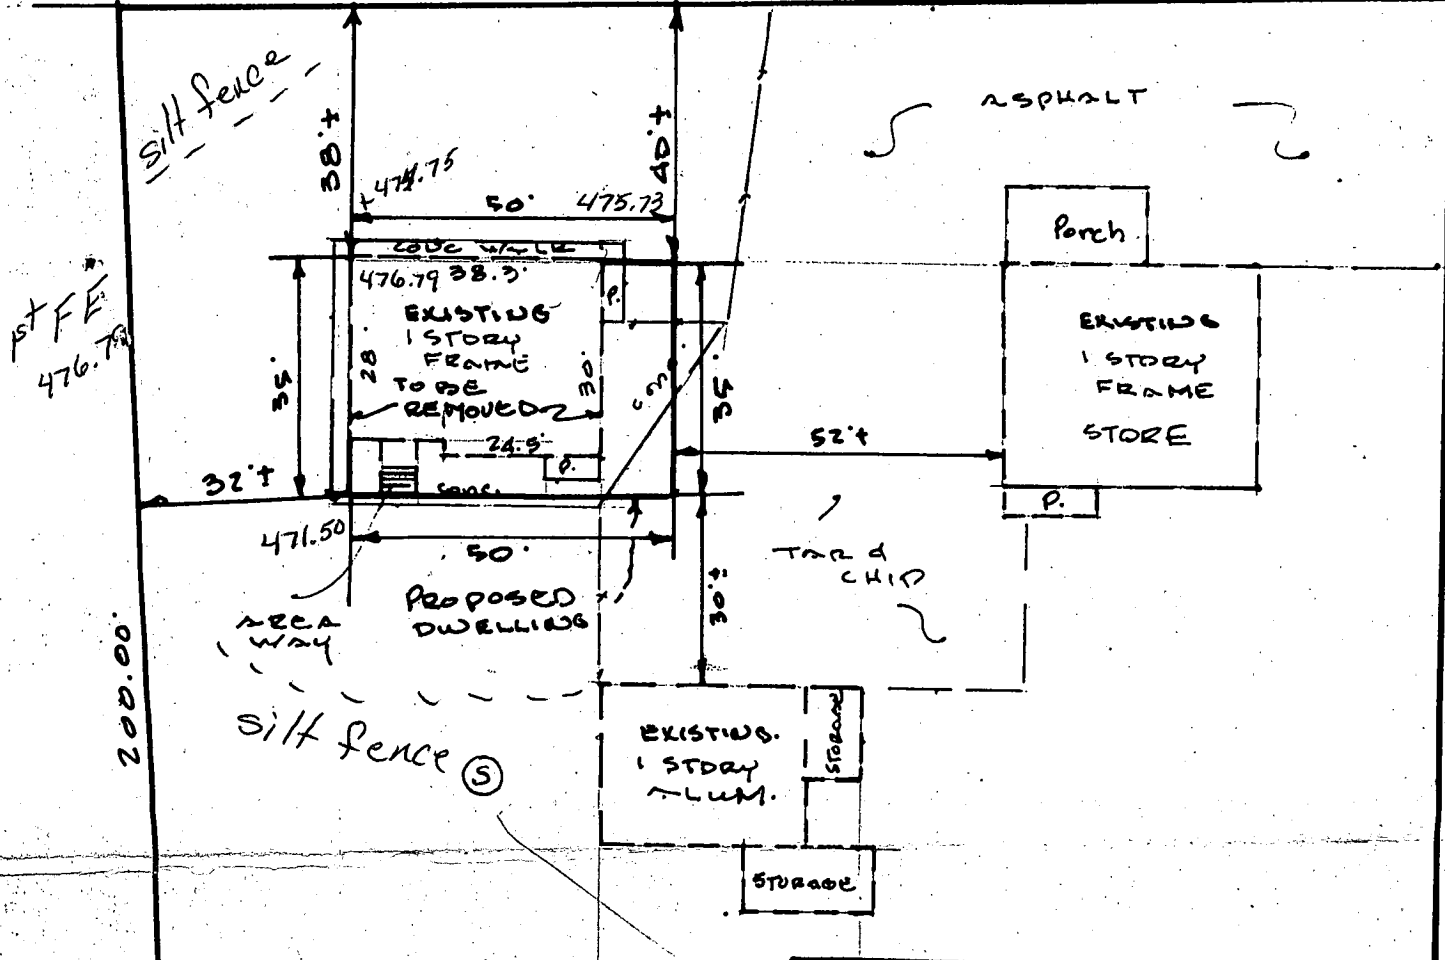 silt fence
38'±
40'±
ASPHALT
474.75
50'
475.73
Porch
CONC WALK
476.79 38.3'
P.
1st FE
476.79
EXISTING
1 STORY
FRAME
TO BE
REMOVED
28'
30'
35'
35'
EXISTING
1 STORY
FRAME
STORE
52'±
24.5'
P.
CONC.
32'±
P.
471.50
50'
TAR &
CHIP
PROPOSED
DWELLING
30'±
AREA
WAY
200.00'
silt fence S
EXISTING
1 STORY
ALUM.
STORAGE
STORAGE